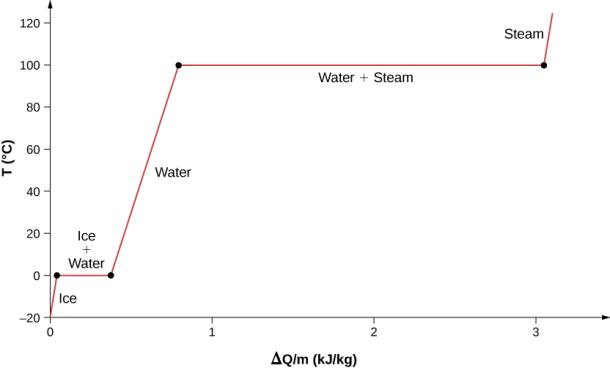 120
Steam
100
Water + Steam
80
T (°C)
60
Water
40
20
Ice
+
Water
0
Ice
–20
0
1
2
3
ΔQ/m (kJ/kg)